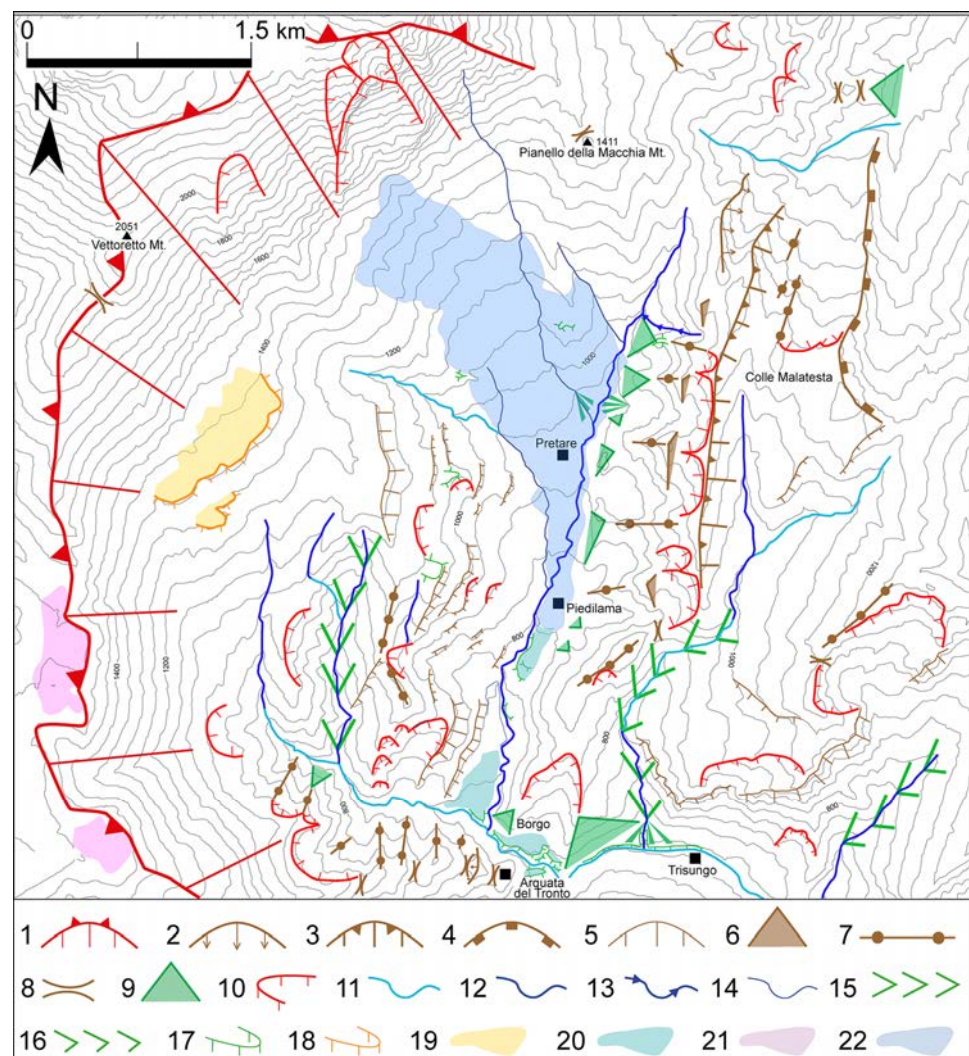 0 1.5 km
N
1411
Pianello della Macchia Mt.
2000
2051
Vettoretto Mt.
1800
1600
1400
1200
1000
Colle Malatesta
Pretare
1000
1200
Piedilama
800
1400
1200
1000
800
800
800
Borgo
Trisungo
Arquata
del Tronto
1 2 3 4 5 6 7
8 9 10 11 12 13 14 15
16 17 18 19 20 21 22